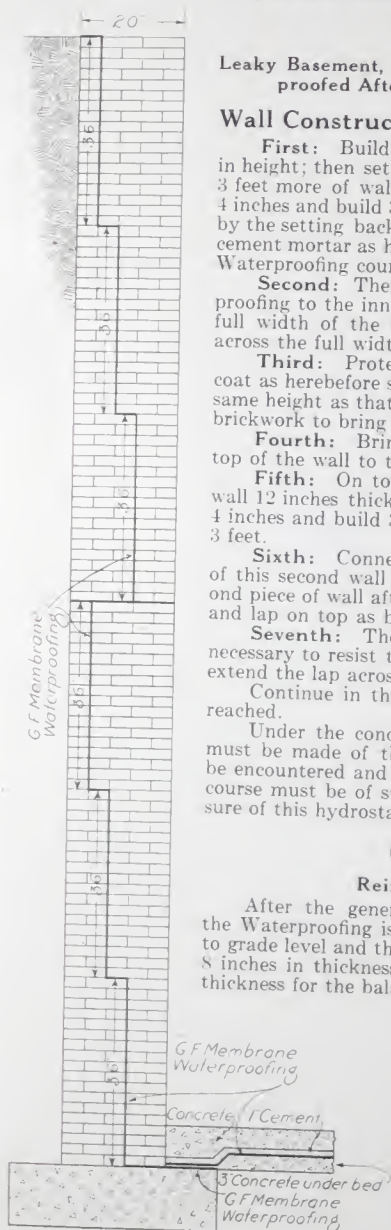 20"
Leaky Basement,
proofed Afte
Wall Construc
First: Build
in height; then set
3 feet more of wal
4 inches and build
by the setting back
cement mortar as h
Waterproofing cour
Second: The
proofing to the inn
full width of the
across the full widt
Third: Prote
coat as herebefore s
same height as that
brickwork to bring
Fourth: Brin
top of the wall to t
Fifth: On to
wall 12 inches thick
4 inches and build
3 feet.
Sixth: Conne
of this second wall
ond piece of wall aft
and lap on top as h
Seventh: The
necessary to resist t
extend the lap acros
Continue in th
reached.
Under the conc
must be made of th
be encountered and
course must be of su
sure of this hydrosta
Rei
After the gene
the Waterproofing is
to grade level and th
8 inches in thickness
thickness for the bal
36
36
36
G F Membrane
Waterproofing
36
36
36
G F Membrane
Waterproofing
Concrete 1" Cement
3" Concrete under bed
G F Membrane
Waterproofing